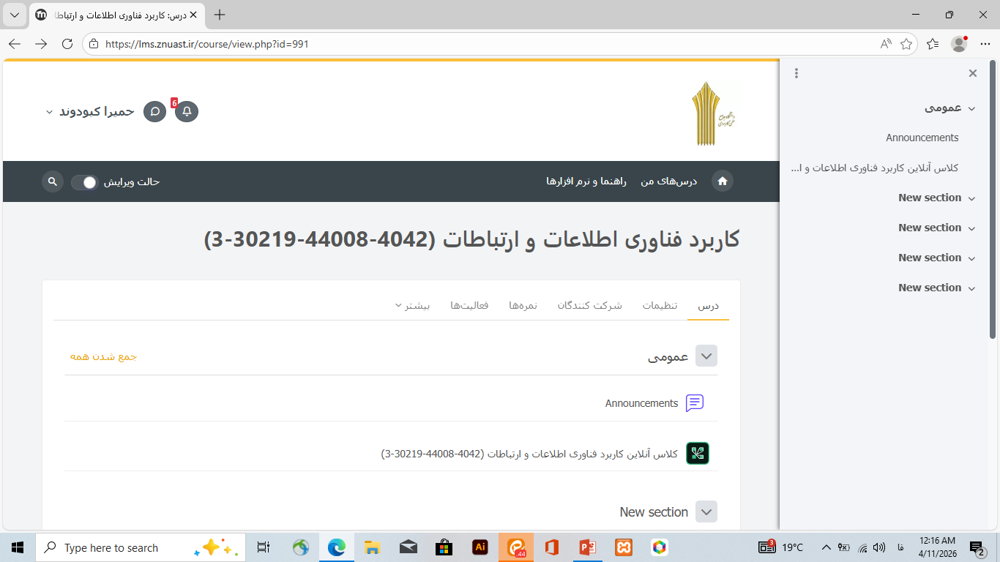 درس: کاربرد فناوری اطلاعات و ارتباطا
https://lms.znuast.ir/course/view.php?id=991
حمیرا کبودوند
6
درس‌های من
راهنما و نرم افزارها
حالت ویرایش
کاربرد فناوری اطلاعات و ارتباطات (4042-44008-30219-3)
درس
تنظیمات
شرکت کنندگان
نمره‌ها
فعالیت‌ها
بیشتر
عمومی
جمع شدن همه
Announcements
کلاس آنلاین کاربرد فناوری اطلاعات و ارتباطات (4042-44008-30219-3)
New section
عمومی
Announcements
کلاس آنلاین کاربرد فناوری اطلاعات و ا...
New section
New section
New section
New section
Type here to search
Ai
.44
3
19°C
فا
12:16 AM
4/11/2026
2